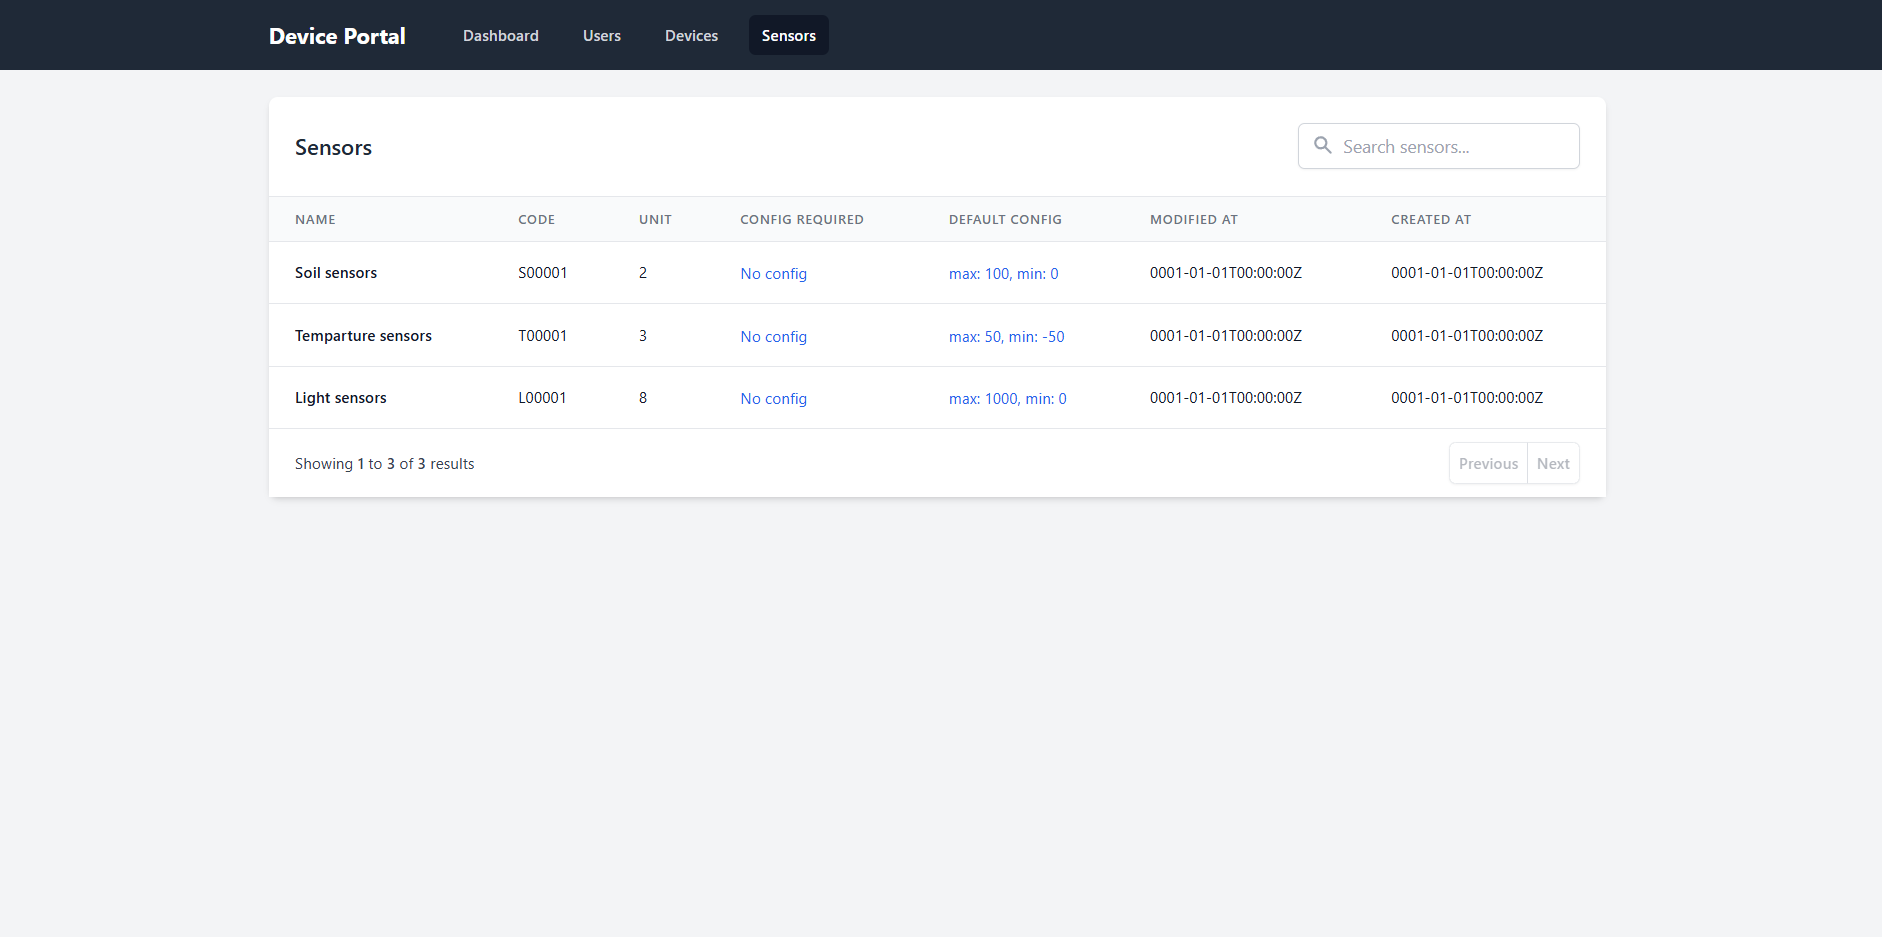 Device Portal Dashboard Users Devices Sensors
Sensors Search sensors...
NAME CODE UNIT CONFIG REQUIRED DEFAULT CONFIG MODIFIED AT CREATED AT
Soil sensors S00001 2 No config max: 100, min: 0 0001-01-01T00:00:00Z 0001-01-01T00:00:00Z
Temparture sensors T00001 3 No config max: 50, min: -50 0001-01-01T00:00:00Z 0001-01-01T00:00:00Z
Light sensors L00001 8 No config max: 1000, min: 0 0001-01-01T00:00:00Z 0001-01-01T00:00:00Z
Showing 1 to 3 of 3 results Previous Next